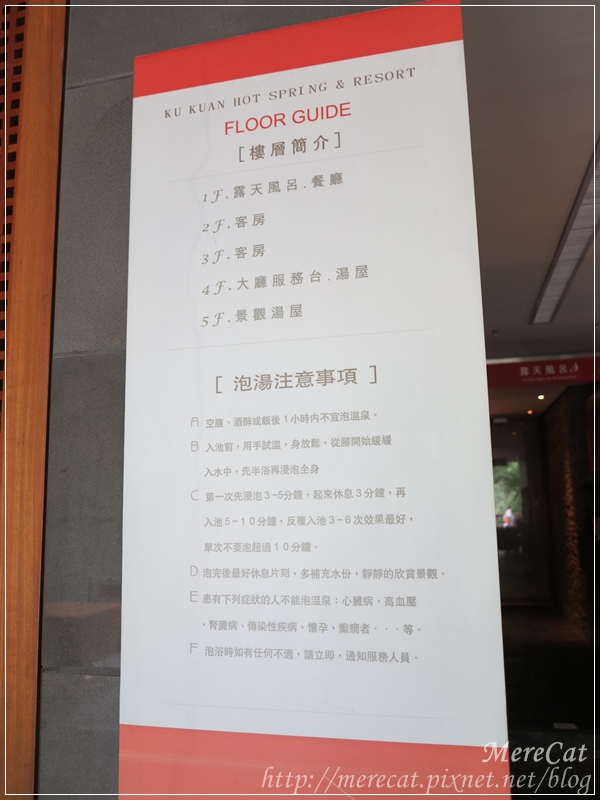 KU KUAN HOT SPRING & RESORT
FLOOR GUIDE
[樓層簡介]
1F.露天風呂.餐廳
2F.客房
3F.客房
4F.大廳服務台.湯屋
5F.景觀湯屋
[ 泡湯注意事項 ]
A 空腹、酒醉或飯後1小時內不宜泡溫泉。
B 入池前，用手試溫，身放鬆，從腳開始緩緩
入水中，先半浴再浸泡全身
C 第一次先浸泡3~5分鐘，起來休息3分鐘，再
入池5~10分鐘，反覆入池3~6次效果最好，
單次不要泡超過10分鐘。
D 泡完後最好休息片刻，多補充水份，靜靜的欣賞景觀。
E 患有下列症狀的人不能泡溫泉：心臟病、高血壓
、腎臟病、傳染性疾病、懷孕、癲癇者···等、
F 泡浴時如有任何不適，請立即，通知服務人員。
露天風呂
MereCat
http://merecat.pixnet.net/blog